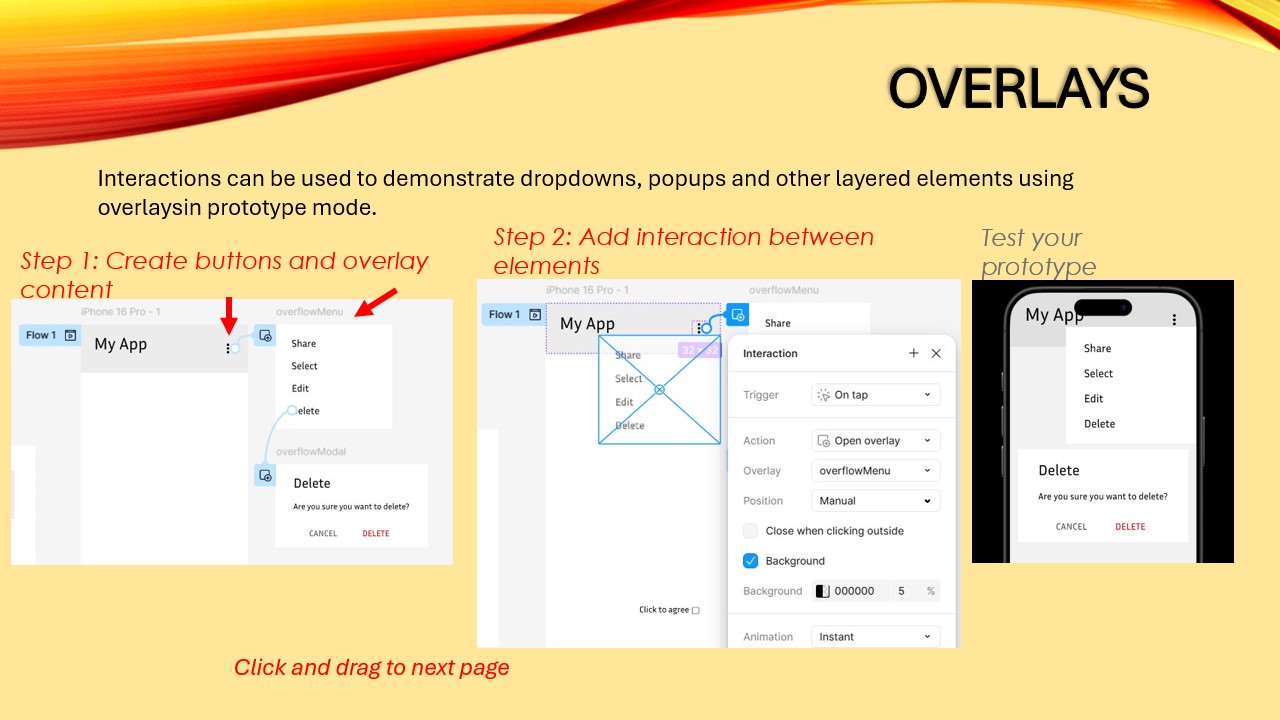 OVERLAYS
Interactions can be used to demonstrate dropdowns, popups and other layered elements using
overlaysin prototype mode.
Step 1: Create buttons and overlay
content
iPhone 16 Pro - 1
overflowMenu
Flow 1
My App
Share
Select
Edit
elete
overflowModal
Delete
Are you sure you want to delete?
CANCEL DELETE
Step 2: Add interaction between
elements
iPhone 16 Pro - 1
overflowMenu
Flow 1
My App
Share
32 x 32
Share
Select
Edit
Delete
Click to agree
Interaction
Trigger On tap
Action Open overlay
Overlay overflowMenu
Position Manual
Close when clicking outside
Background
Background 000000 5 %
Animation Instant
Test your
prototype
My App
Share
Select
Edit
Delete
Delete
Are you sure you want to delete?
CANCEL DELETE
Click and drag to next page